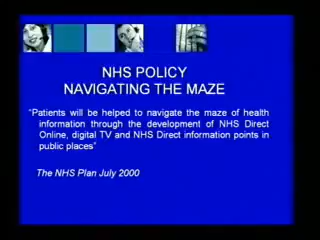 NHS POLICY
NAVIGATING THE MAZE
“Patients will be helped to navigate the maze of health
information through the development of NHS Direct
Online, digital TV and NHS Direct information points in
public places”
The NHS Plan July 2000